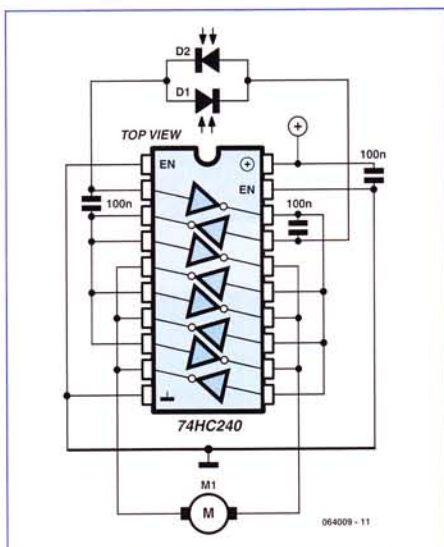 D2
D1
TOP VIEW
+
100n
EN
+
100n
EN
100n
74HC240
M1
M
064009 - 11